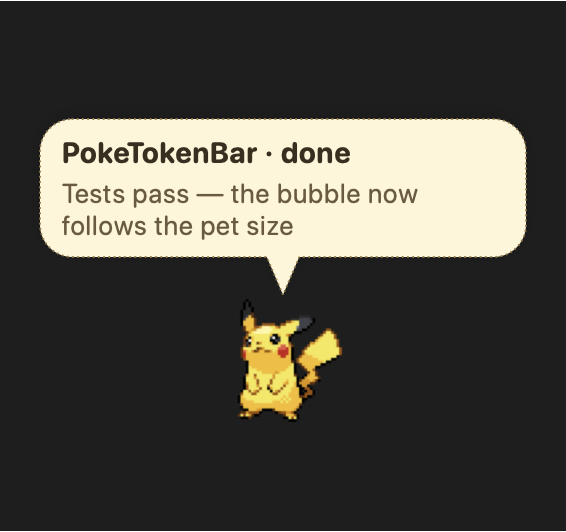 PokeTokenBar · done
Tests pass — the bubble now
follows the pet size